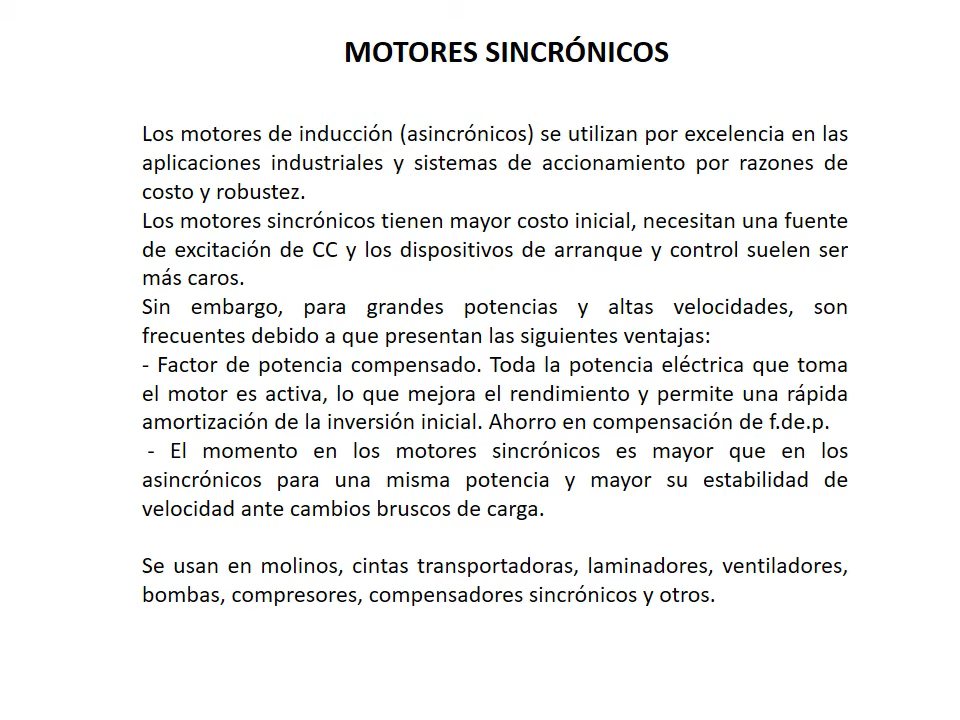 MOTORES SINCRÓNICOS
Los motores de inducción (asincrónicos) se utilizan por excelencia en las
aplicaciones industriales y sistemas de accionamiento por razones de
costo y robustez.
Los motores sincrónicos tienen mayor costo inicial, necesitan una fuente
de excitación de CC y los dispositivos de arranque y control suelen ser
más caros.
Sin embargo, para grandes potencias y altas velocidades, son
frecuentes debido a que presentan las siguientes ventajas:
- Factor de potencia compensado. Toda la potencia eléctrica que toma
el motor es activa, lo que mejora el rendimiento y permite una rápida
amortización de la inversión inicial. Ahorro en compensación de f.de.p.
- El momento en los motores sincrónicos es mayor que en los
asincrónicos para una misma potencia y mayor su estabilidad de
velocidad ante cambios bruscos de carga.
Se usan en molinos, cintas transportadoras, laminadores, ventiladores,
bombas, compresores, compensadores sincrónicos y otros.